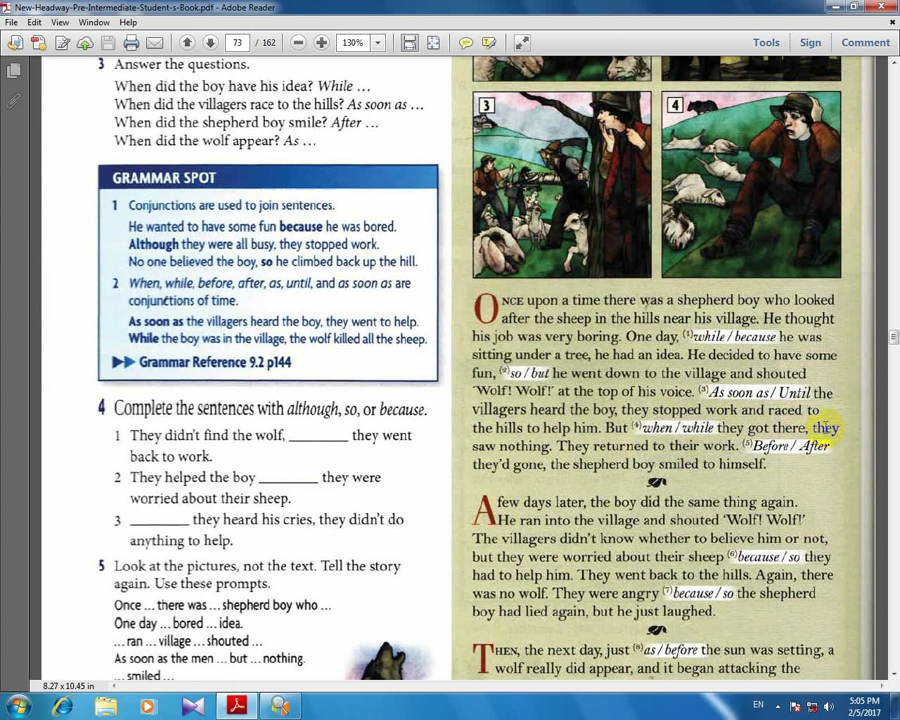 New-Headway-Pre-Intermediate-Student-s-Book.pdf - Adobe Reader
File Edit View Window Help
73 / 162 130% Tools Sign Comment
3 Answer the questions.
When did the boy have his idea? While …
When did the villagers race to the hills? As soon as …
When did the shepherd boy smile? After …
When did the wolf appear? As …
GRAMMAR SPOT
1 Conjunctions are used to join sentences.
He wanted to have some fun because he was bored.
Although they were all busy, they stopped work.
No one believed the boy, so he climbed back up the hill.
2 When, while, before, after, as, until, and as soon as are
conjunctions of time.
As soon as the villagers heard the boy, they went to help.
While the boy was in the village, the wolf killed all the sheep.
Grammar Reference 9.2 p144
4 Complete the sentences with although, so, or because.
1 They didn't find the wolf, ________ they went
back to work.
2 They helped the boy ________ they were
worried about their sheep.
3 ________ they heard his cries, they didn't do
anything to help.
5 Look at the pictures, not the text. Tell the story
again. Use these prompts.
Once … there was … shepherd boy who …
One day … bored … idea.
… ran … village … shouted …
As soon as the men … but … nothing.
… smiled …
3
4
ONCE upon a time there was a shepherd boy who looked
after the sheep in the hills near his village. He thought
his job was very boring. One day, (1) while / because he was
sitting under a tree, he had an idea. He decided to have some
fun, (2) so / but he went down to the village and shouted
'Wolf! Wolf!' at the top of his voice. (3) As soon as / Until the
villagers heard the boy, they stopped work and raced to
the hills to help him. But (4) when / while they got there, they
saw nothing. They returned to their work. (5) Before / After
they'd gone, the shepherd boy smiled to himself.
A few days later, the boy did the same thing again.
He ran into the village and shouted 'Wolf! Wolf!'
The villagers didn't know whether to believe him or not,
but they were worried about their sheep (6) because / so they
had to help him. They went back to the hills. Again, there
was no wolf. They were angry (7) because / so the shepherd
boy had lied again, but he just laughed.
THEN, the next day, just (8) as / before the sun was setting, a
wolf really did appear, and it began attacking the
8.27 x 10.45 in
EN
5:05 PM
2/5/2017